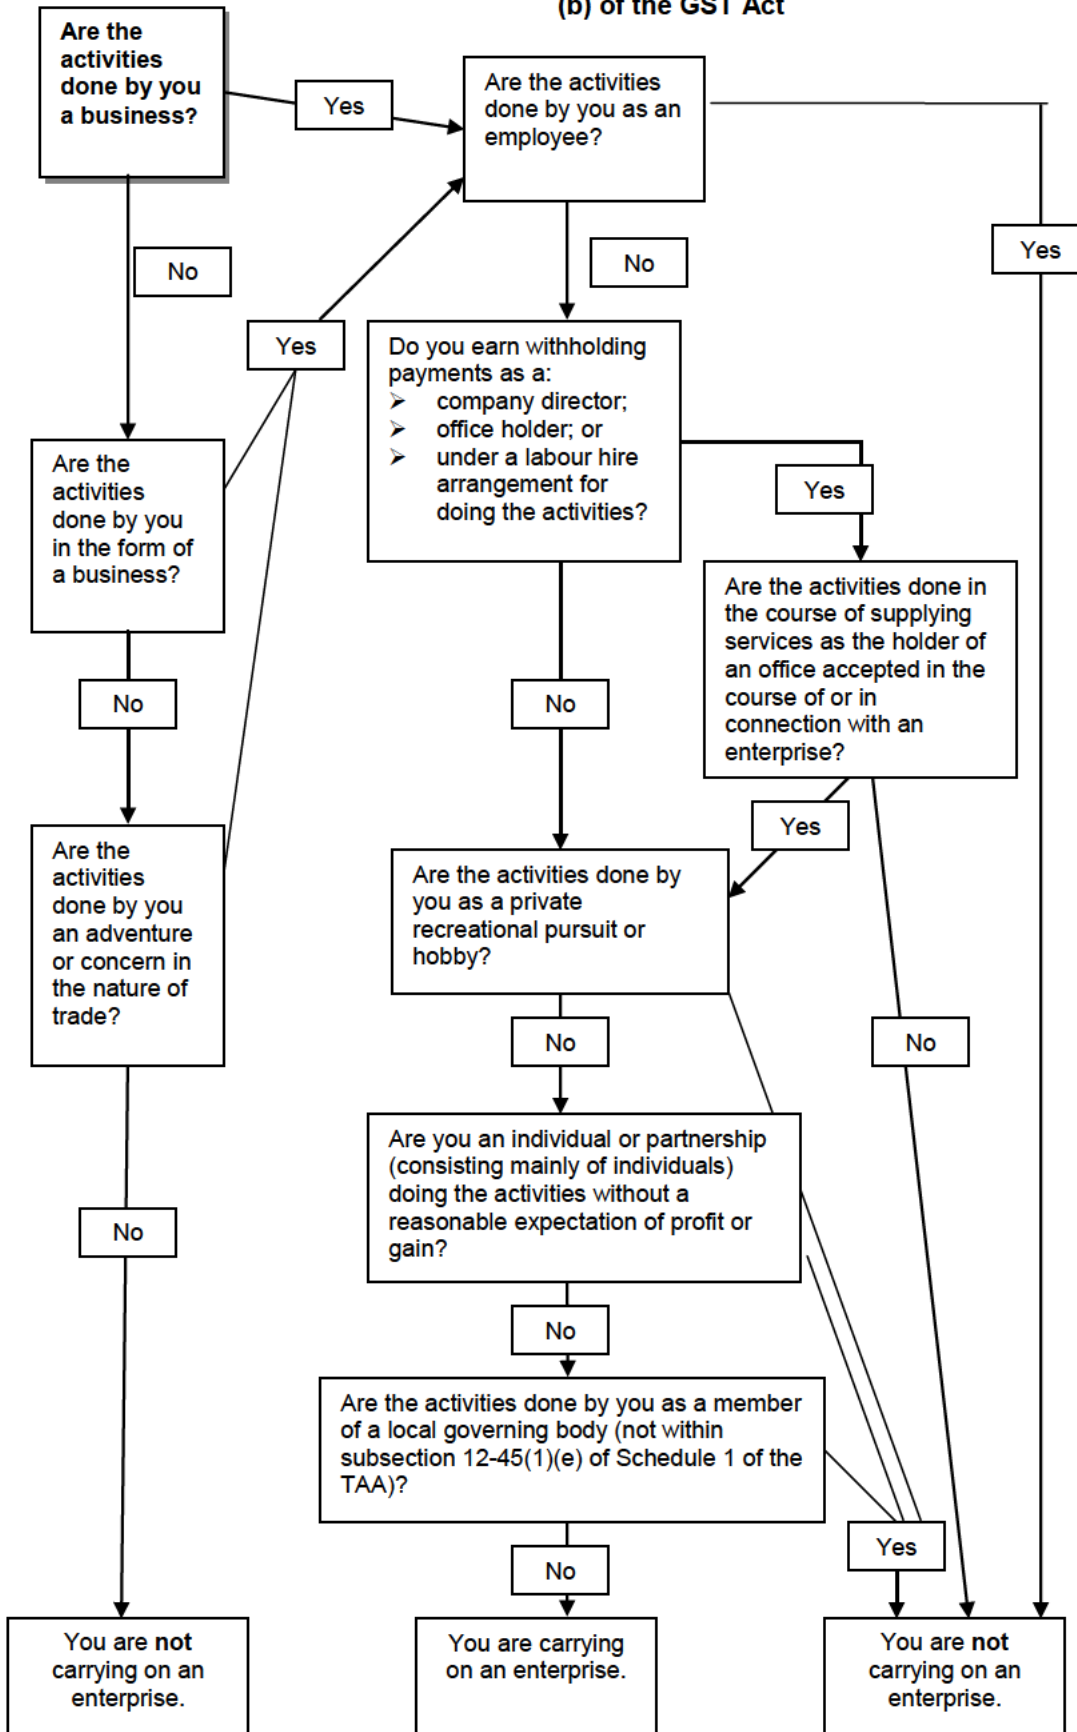 (b) of the GST Act
Are the
activities
done by you
a business?
Yes
Are the activities
done by you as an
employee?
Yes
No
No
Yes
Do you earn withholding
payments as a:
➢ company director;
➢ office holder; or
➢ under a labour hire
arrangement for
doing the activities?
Are the
activities
done by you
in the form of
a business?
Yes
Are the activities done in
the course of supplying
services as the holder of
an office accepted in the
course of or in
connection with an
enterprise?
No
No
Yes
Are the
activities
done by you
an adventure
or concern in
the nature of
trade?
Are the activities done by
you as a private
recreational pursuit or
hobby?
No
No
Are you an individual or partnership
(consisting mainly of individuals)
doing the activities without a
reasonable expectation of profit or
gain?
No
No
Are the activities done by you as a member
of a local governing body (not within
subsection 12-45(1)(e) of Schedule 1 of the
TAA)?
Yes
No
You are not
carrying on an
enterprise.
You are carrying
on an enterprise.
You are not
carrying on an
enterprise.